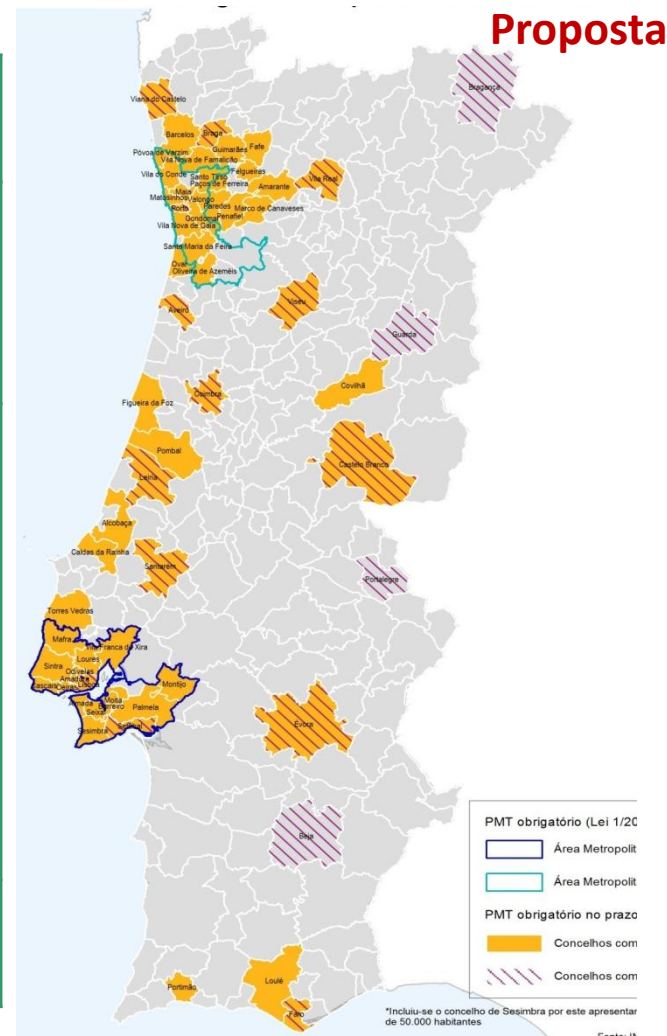 Proposta
Bragança
Viana do Castelo
Barcelos
Braga
Guimarães
Fafe
Póvoa de Varzim
Vila Nova de Famalicão
Felgueiras
Vila do Conde
Santo Tirso
Vila Real
Paços de Ferreira
Amarante
Maia
Matosinhos
Valongo
Porto
Paredes
Marco de Canaveses
Gondomar
Penafiel
Vila Nova de Gaia
Santa Maria da Feira
Ovar
Oliveira de Azeméis
Aveiro
Viseu
Guarda
Coimbra
Covilhã
Figueira da Foz
Pombal
Castelo Branco
Leiria
Alcobaça
Caldas da Rainha
Santarém
Portalegre
Torres Vedras
Mafra
Vila Franca de Xira
Loures
Sintra
Odivelas
Amadora
Lisboa
Cascais
Oeiras
Montijo
Almada
Moita
Barreiro
Seixal
Palmela
Setúbal
Sesimbra
Évora
Beja
Portimão
Loulé
Faro
PMT obrigatório (Lei 1/20
Área Metropolit
Área Metropolit
PMT obrigatório no prazo
Concelhos com
Concelhos com
*Incluiu-se o concelho de Sesimbra por este apresentar
de 50.000 habitantes